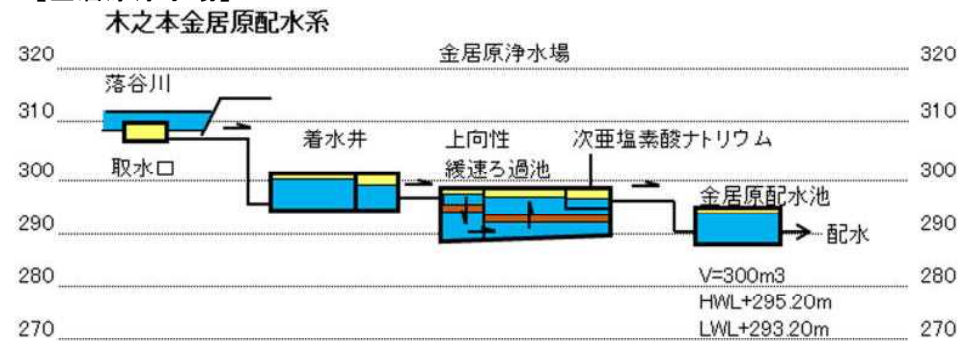 木之本金居原配水系
320 金居原浄水場 320
落谷川
310 310
着水井 上向性 次亜塩素酸ナトリウム
取水口 緩速ろ過池
300 300
金居原配水池
290 290
配水
280 V=300m3 280
HWL+295.20m
270 LWL+293.20m 270